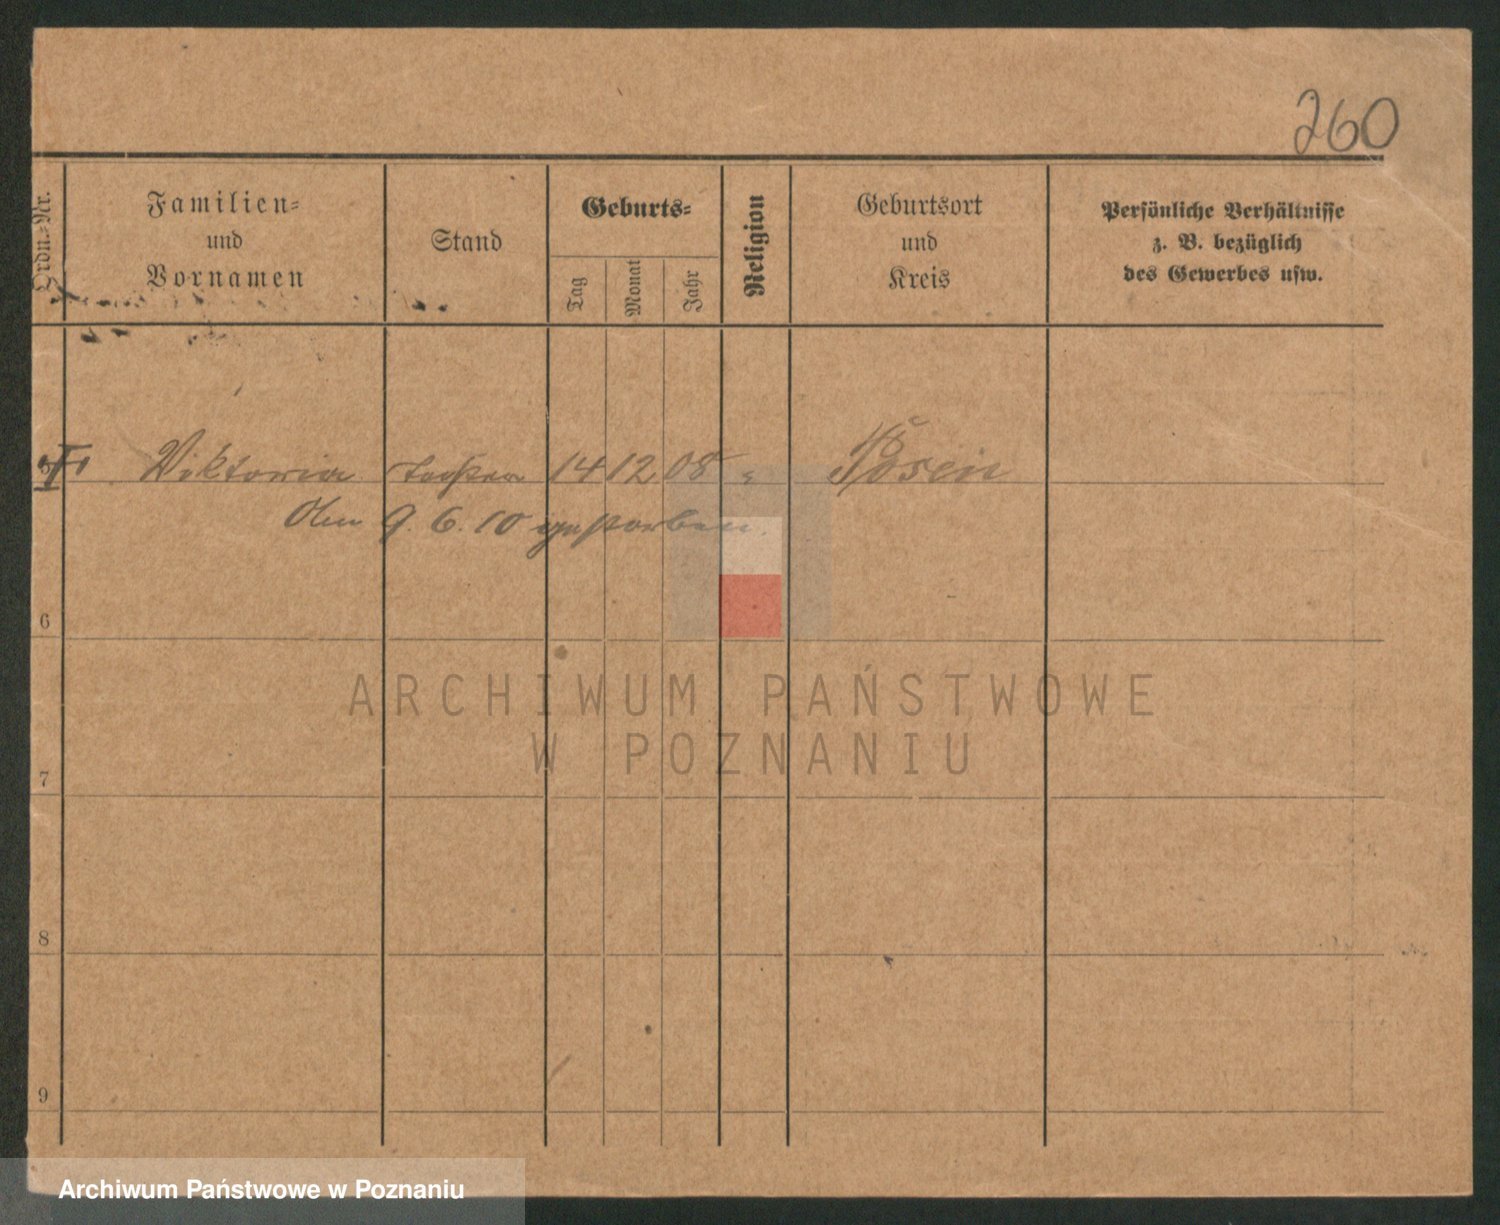 260
Ordn.-Nr.
Familien-
und
Vornamen
Stand
Geburts-
Tag
Monat
Jahr
Religion
Geburtsort
und
Kreis
Persönliche Verhältnisse
z. B. bezüglich
des Gewerbes usw.
5 Viktoria Tochter 14 12 08 " Posen
Am 9. 6. 10 gestorben.
6
ARCHIWUM PAŃSTWOWE
W POZNANIU
7
8
9
Archiwum Państwowe w Poznaniu